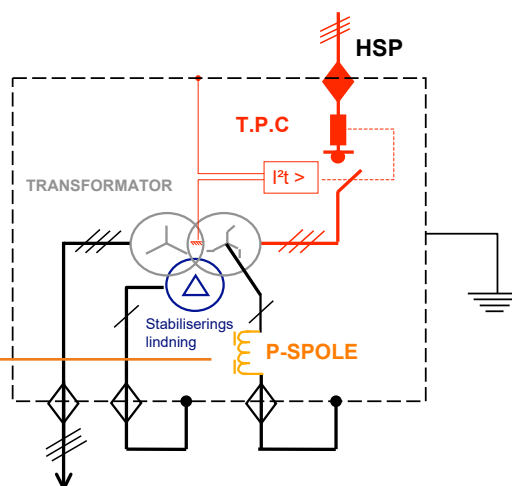 HSP
T.P.C
I²t >
TRANSFORMATOR
Stabiliserings
lindning
P-SPOLE